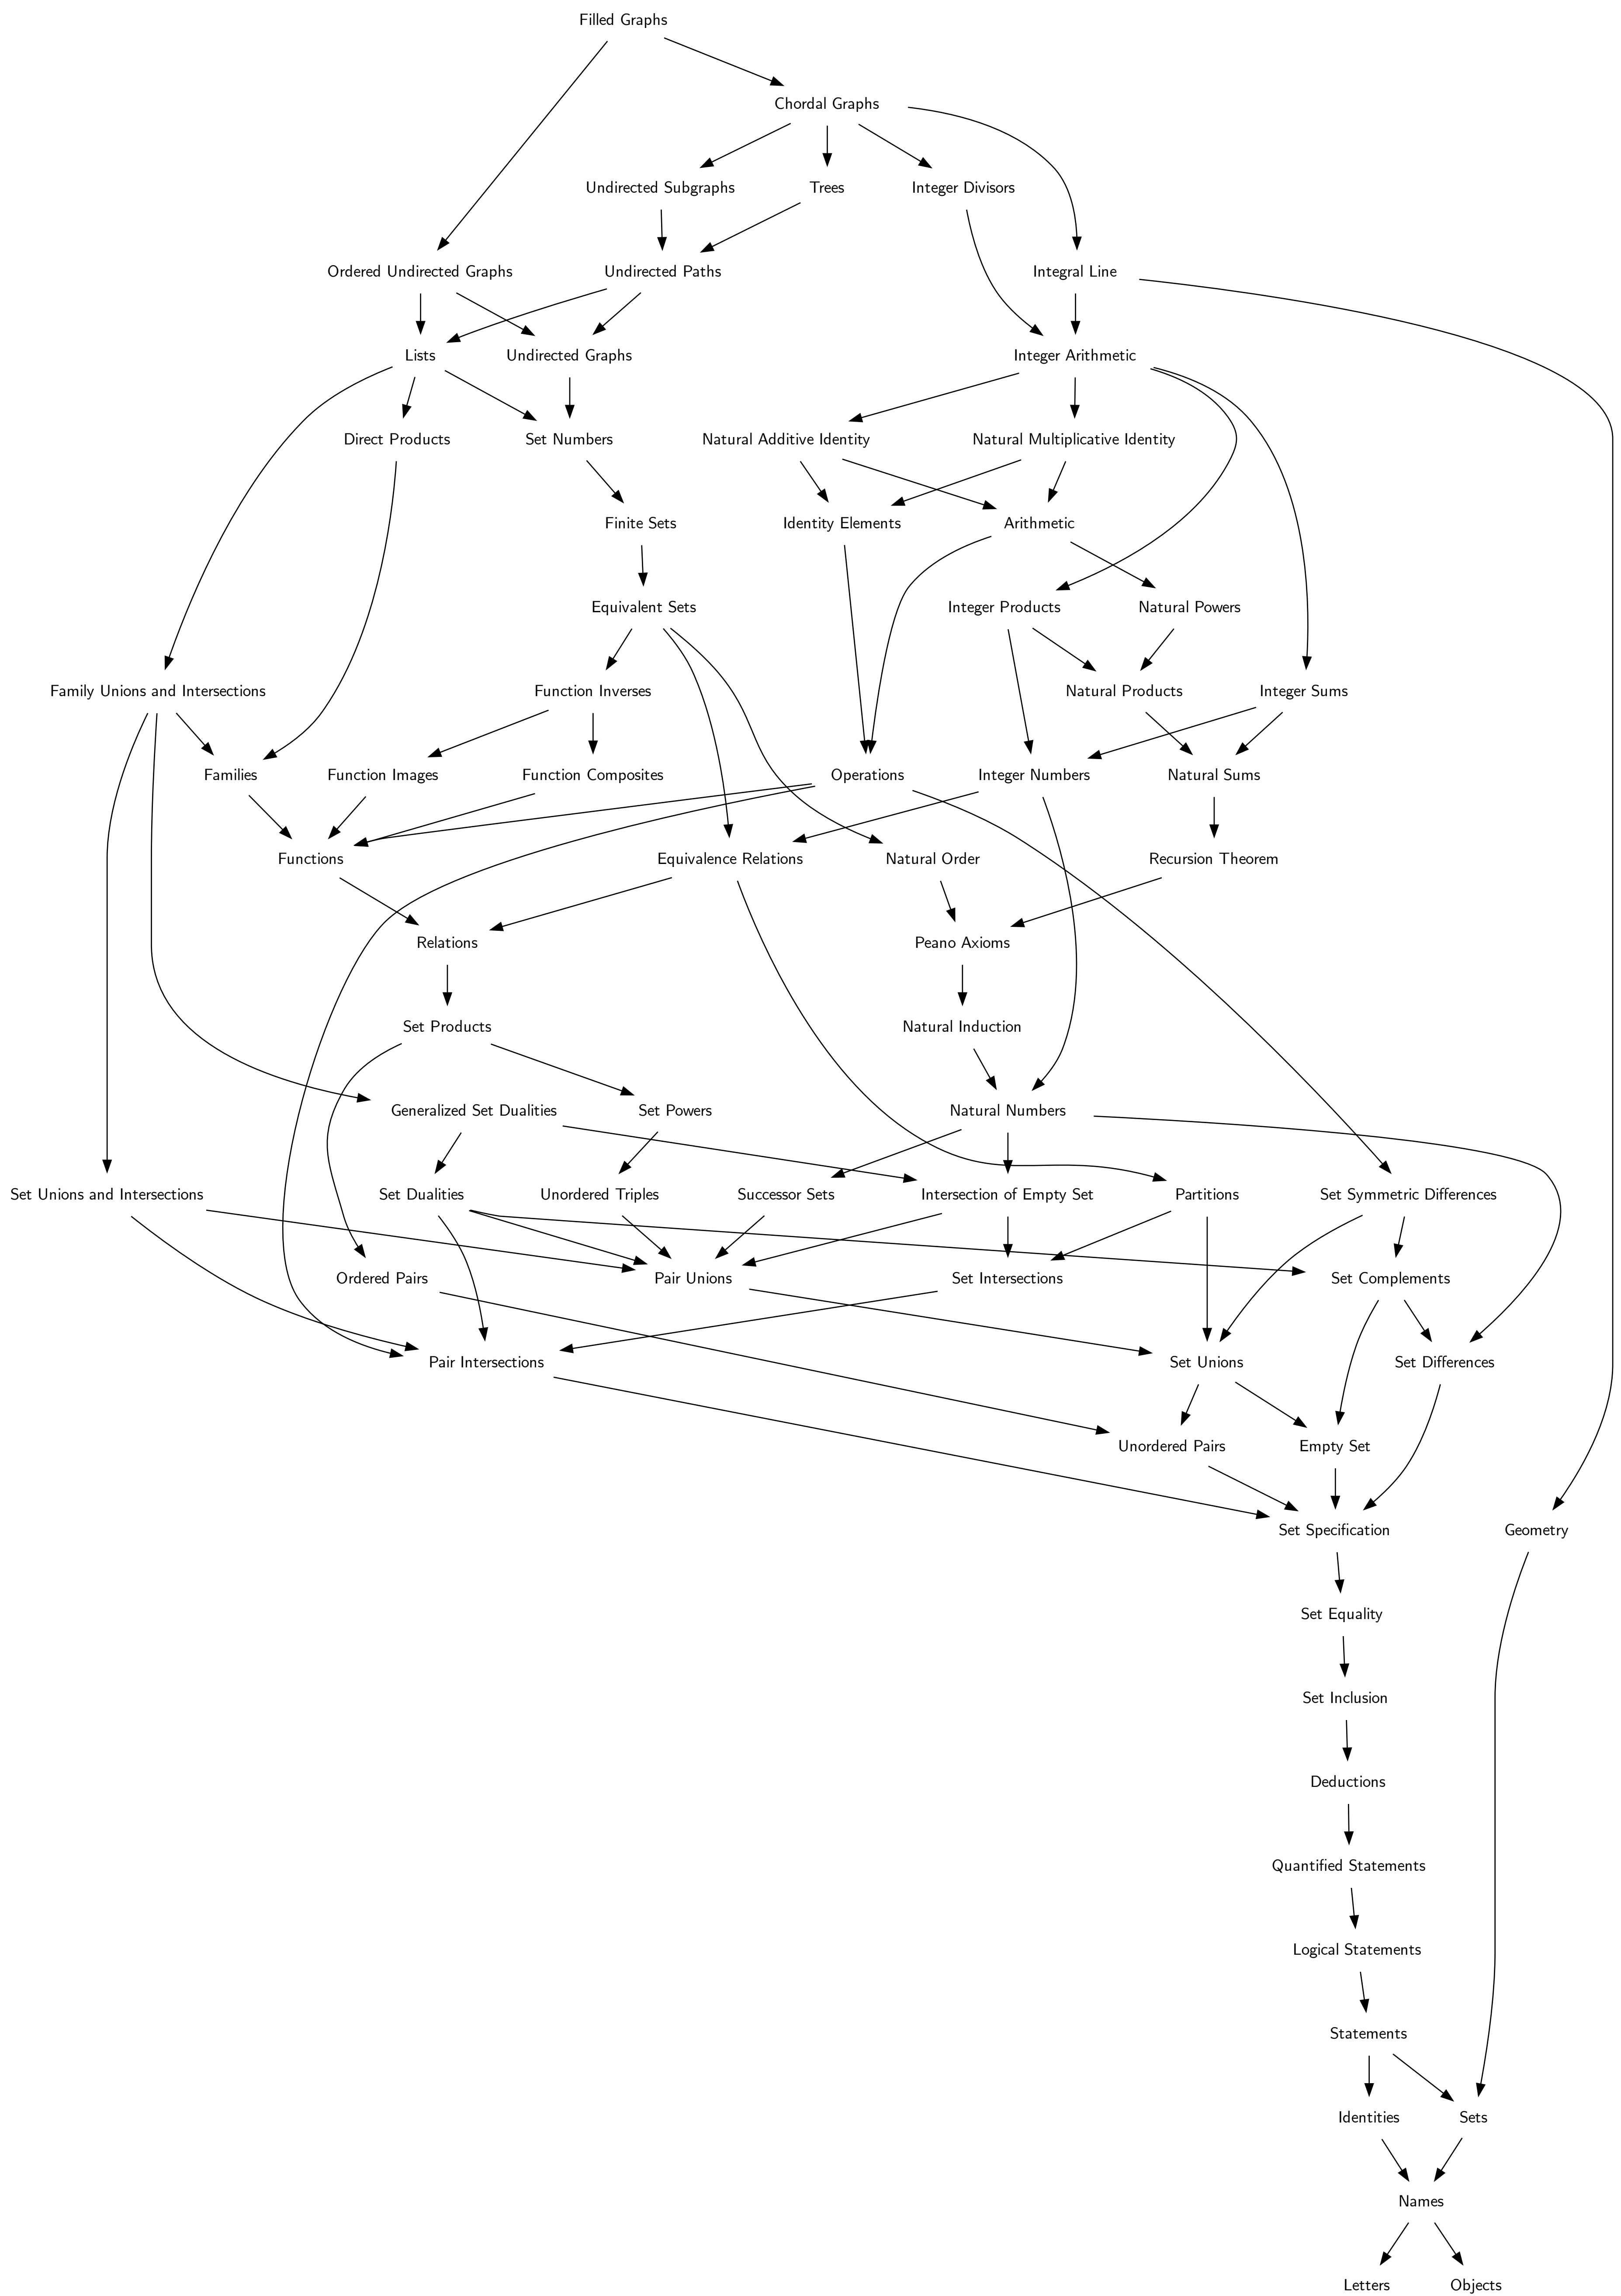 Filled Graphs
Chordal Graphs
Undirected Subgraphs
Trees
Integer Divisors
Ordered Undirected Graphs
Undirected Paths
Integral Line
Lists
Undirected Graphs
Integer Arithmetic
Direct Products
Set Numbers
Natural Additive Identity
Natural Multiplicative Identity
Finite Sets
Identity Elements
Arithmetic
Equivalent Sets
Integer Products
Natural Powers
Family Unions and Intersections
Function Inverses
Natural Products
Integer Sums
Families
Function Images
Function Composites
Operations
Integer Numbers
Natural Sums
Functions
Equivalence Relations
Natural Order
Recursion Theorem
Relations
Peano Axioms
Set Products
Natural Induction
Generalized Set Dualities
Set Powers
Natural Numbers
Set Unions and Intersections
Set Dualities
Unordered Triples
Successor Sets
Intersection of Empty Set
Partitions
Set Symmetric Differences
Ordered Pairs
Pair Unions
Set Intersections
Set Complements
Pair Intersections
Set Unions
Set Differences
Unordered Pairs
Empty Set
Set Specification
Geometry
Set Equality
Set Inclusion
Deductions
Quantified Statements
Logical Statements
Statements
Identities
Sets
Names
Letters
Objects